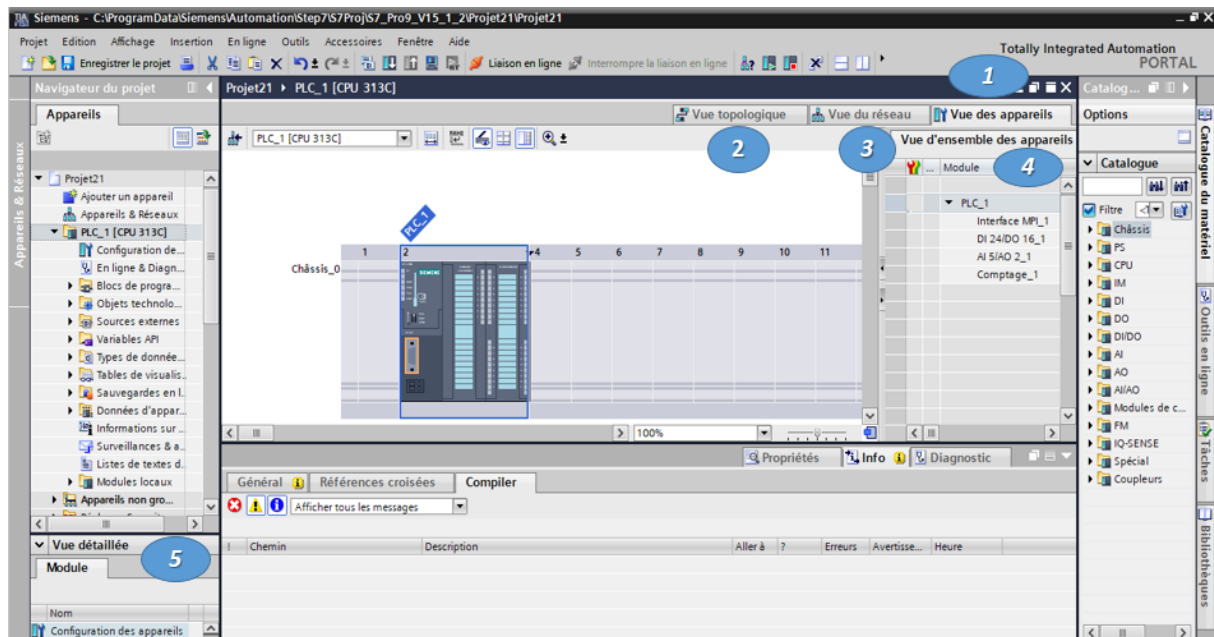 Siemens - C:\ProgramData\Siemens\Automation\Step7\S7Proj\S7_Pro9_V15_1_2\Projet21\Projet21
Projet Edition Affichage Insertion En ligne Outils Accessoires Fenêtre Aide
Totally Integrated Automation
PORTAL
Enregistrer le projet Liaison en ligne Interrompre la liaison en ligne
1
Navigateur du projet
Projet21 PLC_1 [CPU 313C]
Catalog...
Appareils
Vue topologique Vue du réseau Vue des appareils
Options
PLC_1 [CPU 313C]
2
3
4
Vue d'ensemble des appareils
... Module
PLC_1
Interface MPI_1
DI 24/DO 16_1
AI 5/AO 2_1
Comptage_1
Appareils & Réseaux
Projet21
Ajouter un appareil
Appareils & Réseaux
PLC_1 [CPU 313C]
Configuration de...
En ligne & Diagn...
Blocs de progra...
Objets technolo...
Sources externes
Variables API
Types de donnée...
Tables de visualis..
Sauvegardes en l.
Données d'appar...
Informations sur ..
Surveillances & a..
Listes de textes d.
Modules locaux
Appareils non gro...
PLC_1
1 2 4 5 6 7 8 9 10 11
Châssis_0
SIEMENS
100%
Catalogue
Filtre
Châssis
PS
CPU
IM
DI
DO
DI/DO
AI
AO
AI/AO
Modules de c...
FM
IQ-SENSE
Spécial
Coupleurs
Catalogue du matériel
Outils en ligne
Tâches
Bibliothèques
Propriétés Info Diagnostic
Général Références croisées Compiler
Afficher tous les messages
! Chemin Description Aller à ? Erreurs Avertisse... Heure
Vue détaillée
5
Module
Nom
Configuration des appareils